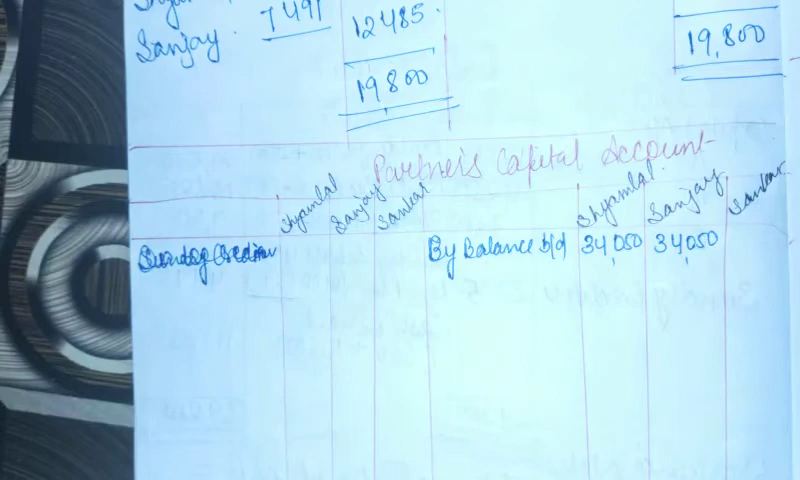 Sanjay. 7491 12485.
19800 19,800
Partner's Capital Account
Shyamlal Sanjay Sankar Shyamlal. Sanjay Sankar
By Balance b/d 34,050 34,050